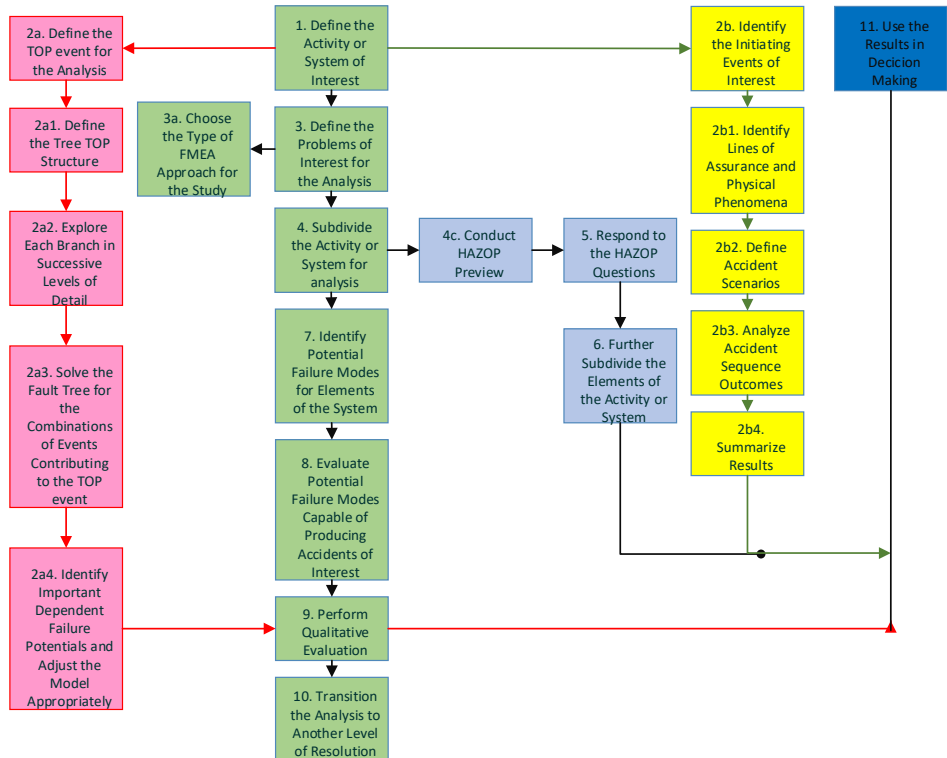 2a. Define the
TOP event for
the Analysis
1. Define the
Activity or
System of
Interest
2b. Identify
the Initiating
Events of
Interest
11. Use the
Results in
Decicion
Making
2a1. Define
the Tree TOP
Structure
3a. Choose
the Type of
FMEA
Approach for
the Study
3. Define the
Problems of
Interest for
the Analysis
2b1. Identify
Lines of
Assurance and
Physical
Phenomena
2a2. Explore
Each Branch in
Successive
Levels of
Detail
4. Subdivide
the Activity or
System for
analysis
4c. Conduct
HAZOP
Preview
5. Respond to
the HAZOP
Questions
2b2. Define
Accident
Scenarios
7. Identify
Potential
Failure Modes
for Elements
of the System
6. Further
Subdivide the
Elements of
the Activity or
System
2b3. Analyze
Accident
Sequence
Outcomes
2a3. Solve the
Fault Tree for
the
Combinations
of Events
Contributing
to the TOP
event
2b4.
Summarize
Results
8. Evaluate
Potential
Failure Modes
Capable of
Producing
Accidents of
Interest
2a4. Identify
Important
Dependent
Failure
Potentials and
Adjust the
Model
Appropriately
9. Perform
Qualitative
Evaluation
10. Transition
the Analysis to
Another Level
of Resolution